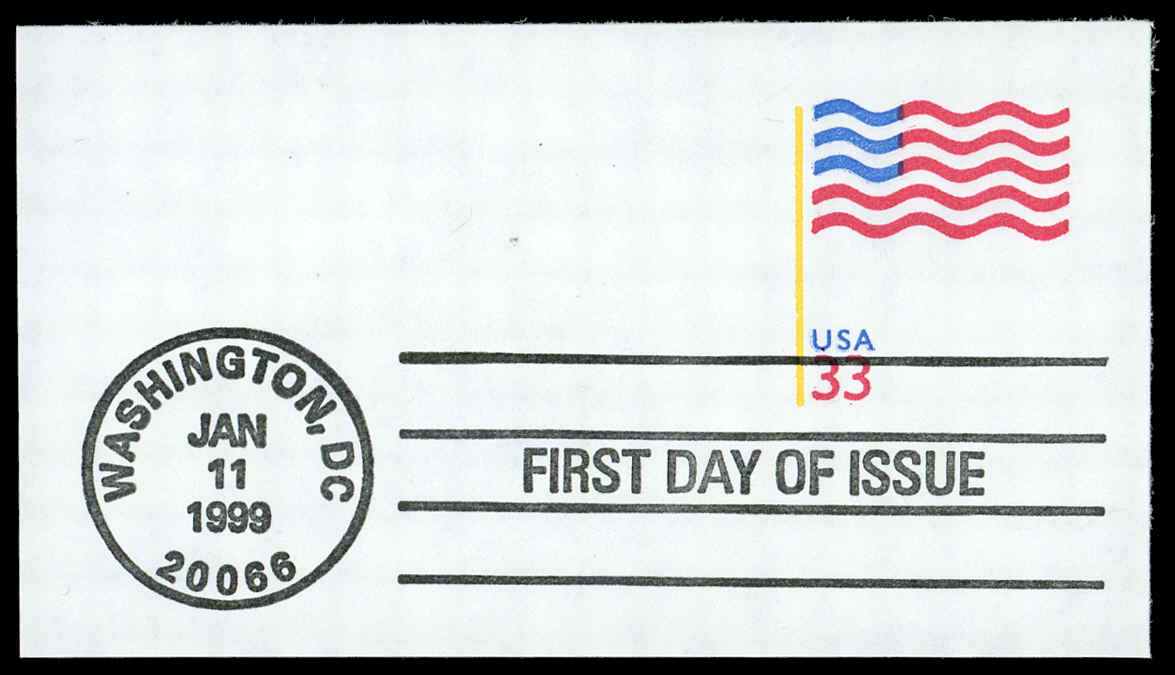 USA
33
WASHINGTON, DC
JAN
11
1999
20066
FIRST DAY OF ISSUE